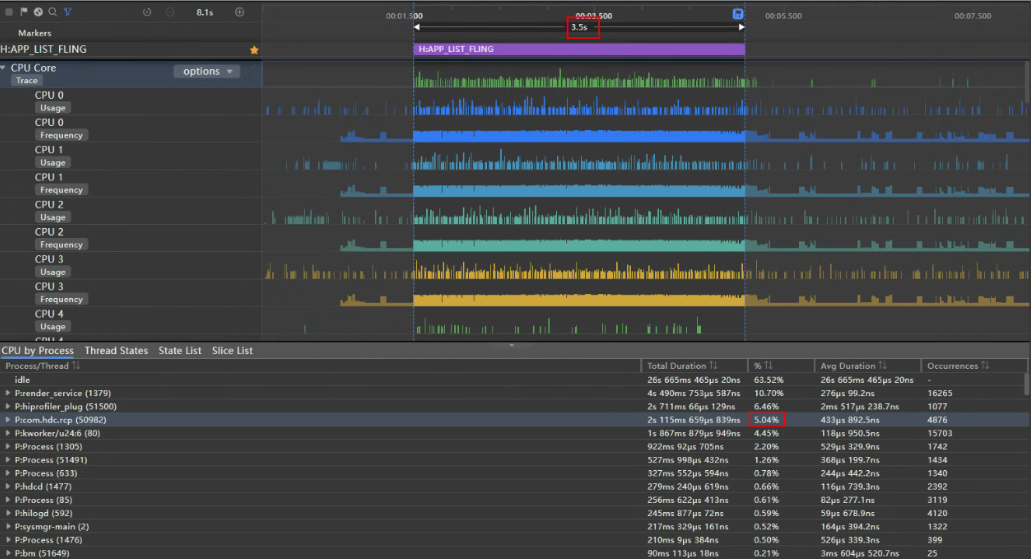 8.1s
00:01.500
00:03.500
00:05.500
00:07.500
Markers
3.5s
H:APP_LIST_FLING
H:APP_LIST_FLING
CPU Core
options
Trace
CPU 0
Usage
CPU 0
Frequency
CPU 1
Usage
CPU 1
Frequency
CPU 2
Usage
CPU 2
Frequency
CPU 3
Usage
CPU 3
Frequency
CPU 4
Usage
CPU by Process Thread States State List Slice List
Process/Thread Total Duration % Avg Duration Occurrences
idle 26s 665ms 465μs 20ns 63.52% 26s 665ms 465μs 20ns -
P:render_service (1379) 4s 490ms 753μs 587ns 10.70% 276μs 99.2ns 16265
P:hiprofiler_plug (51500) 2s 711ms 66μs 129ns 6.46% 2ms 517μs 238.7ns 1077
P:com.hdc.rcp (50982) 2s 115ms 659μs 839ns 5.04% 433μs 892.5ns 4876
P:kworker/u24:6 (80) 1s 867ms 879μs 949ns 4.45% 118μs 950.5ns 15703
P:Process (1305) 922ms 92μs 705ns 2.20% 529μs 329.9ns 1742
P:Process (51491) 527ms 998μs 432ns 1.26% 368μs 199.7ns 1434
P:Process (633) 327ms 552μs 594ns 0.78% 244μs 442.2ns 1340
P:hdcd (1477) 279ms 240μs 619ns 0.66% 116μs 739.3ns 2392
P:Process (85) 256ms 622μs 413ns 0.61% 82μs 277.1ns 3119
P:hilogd (592) 245ms 877μs 72ns 0.59% 59μs 678.9ns 4120
P:sysmgr-main (2) 217ms 329μs 161ns 0.52% 164μs 394.2ns 1322
P:Process (1476) 210ms 9μs 384ns 0.50% 526μs 339.3ns 399
P:bm (51649) 90ms 113μs 18ns 0.21% 3ms 604μs 520.7ns 25